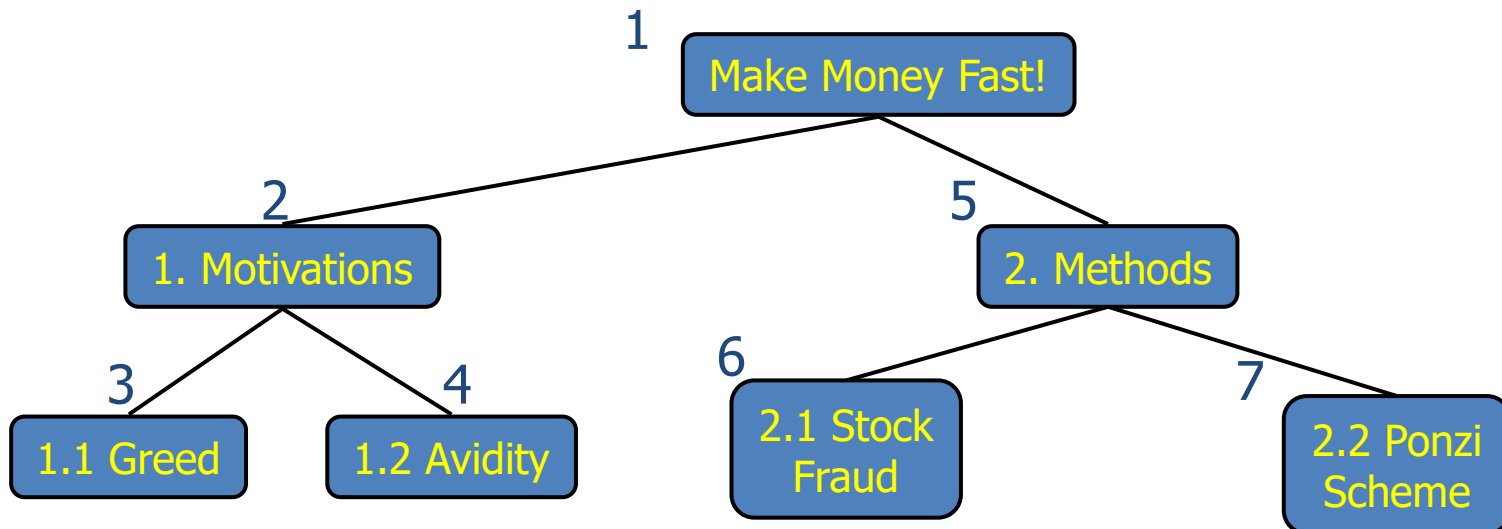 1
Make Money Fast!
2
5
1. Motivations
2. Methods
3
4
6
7
1.1 Greed
1.2 Avidity
2.1 Stock
Fraud
2.2 Ponzi
Scheme